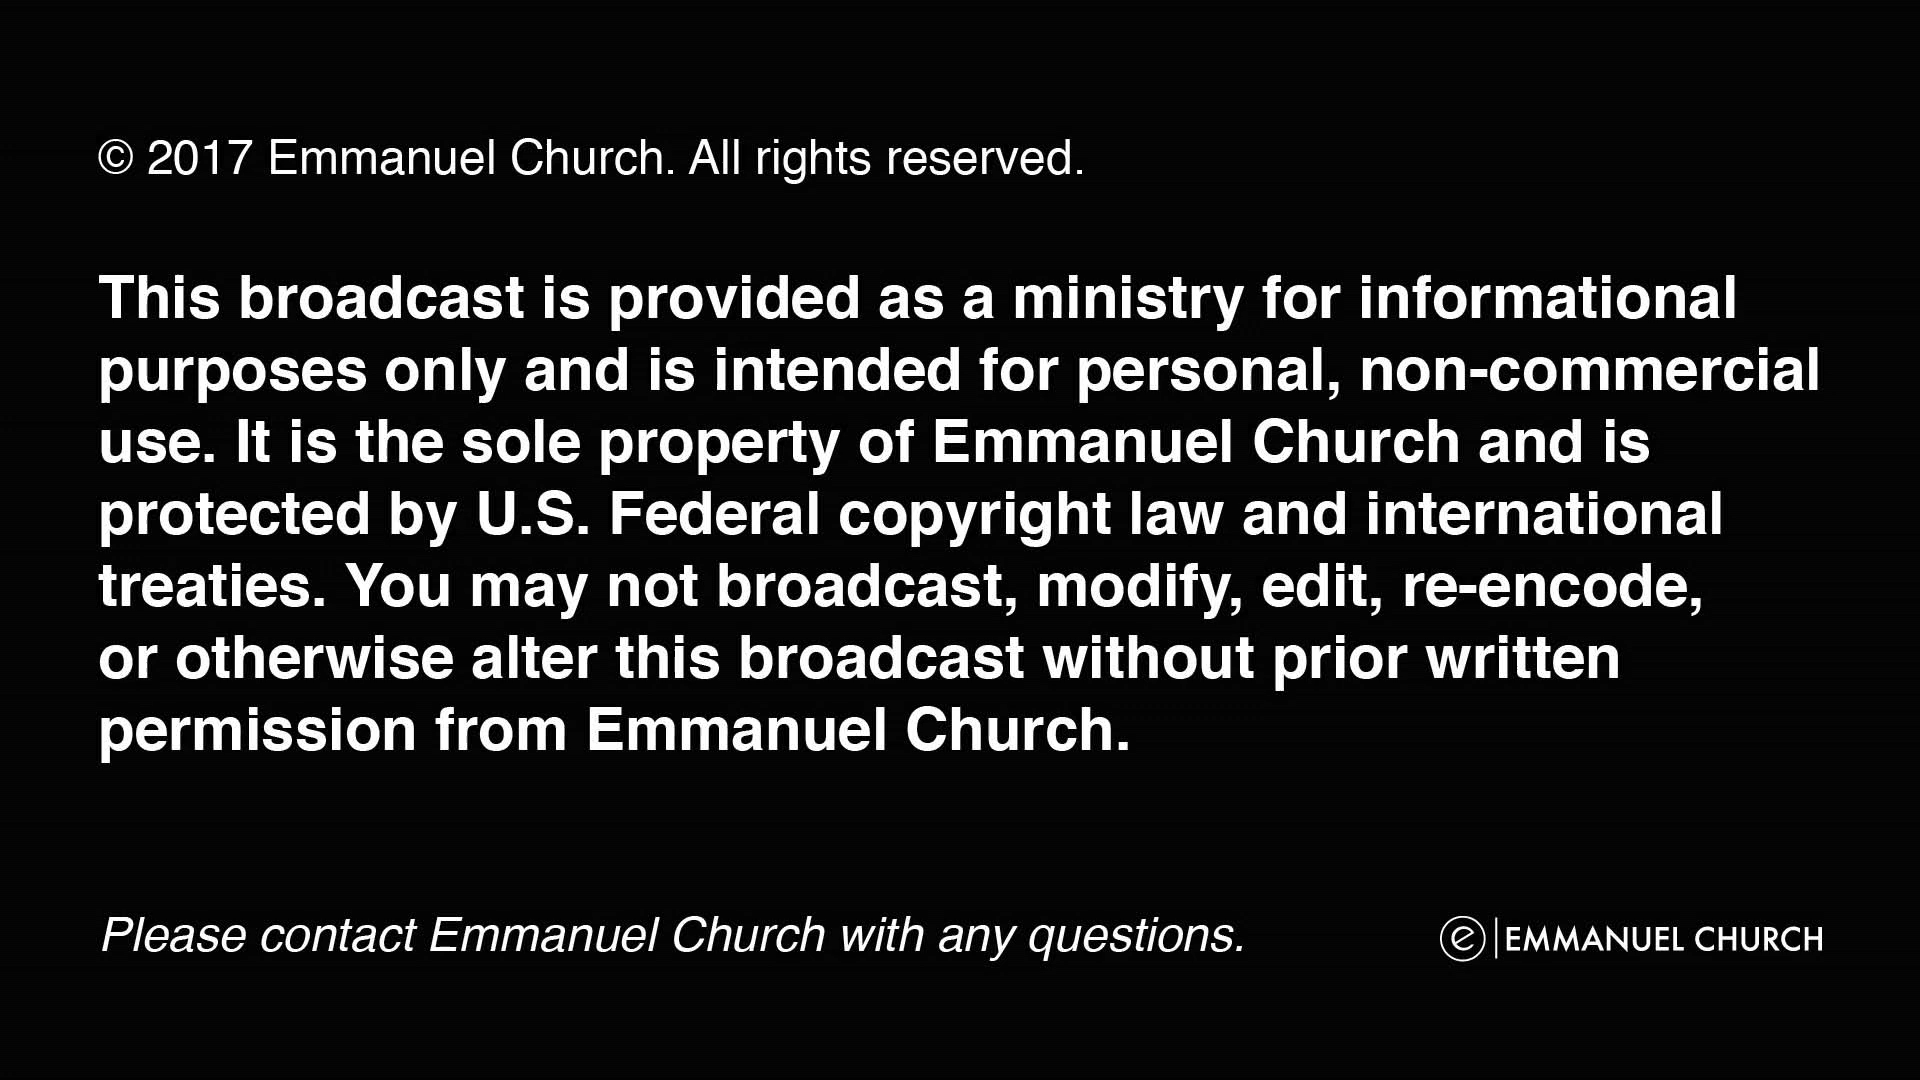 © 2017 Emmanuel Church. All rights reserved.
This broadcast is provided as a ministry for informational
purposes only and is intended for personal, non-commercial
use. It is the sole property of Emmanuel Church and is
protected by U.S. Federal copyright law and international
treaties. You may not broadcast, modify, edit, re-encode,
or otherwise alter this broadcast without prior written
permission from Emmanuel Church.
Please contact Emmanuel Church with any questions.
e | EMMANUEL CHURCH